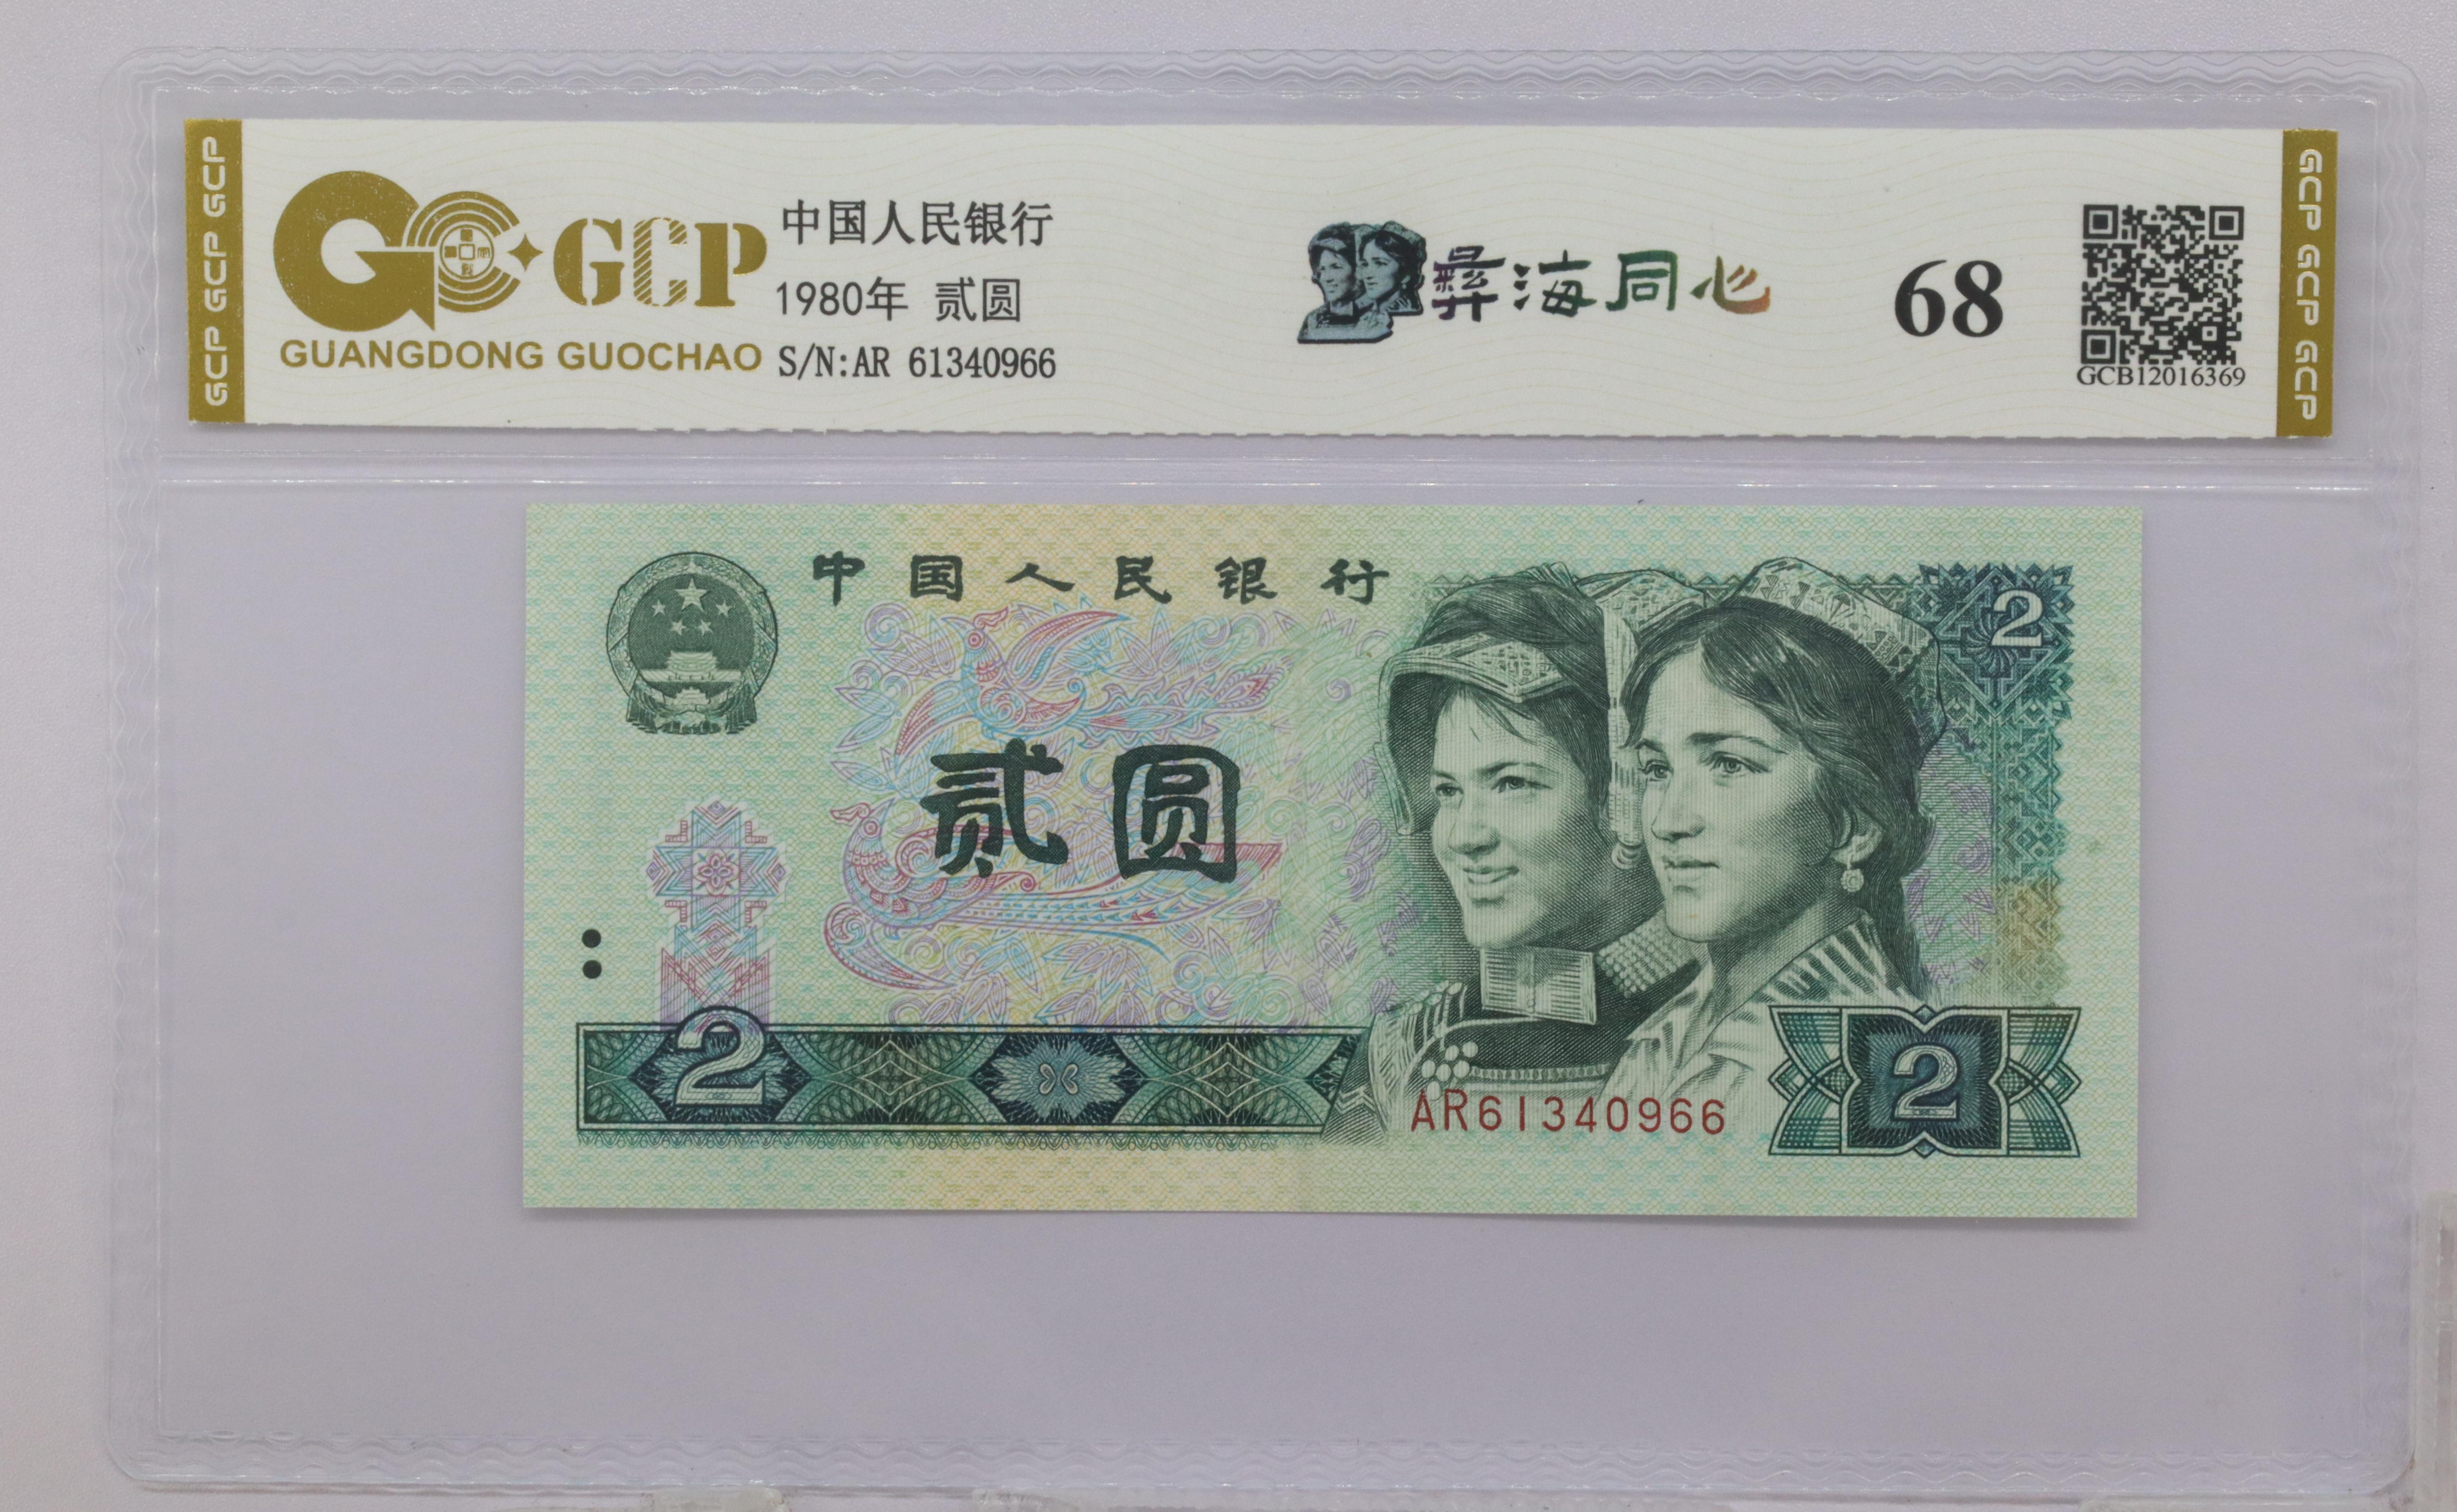 GCP GCP GCP
GCP
GUANGDONG GUOCHAO
中国人民银行
1980年 贰圆
S/N:AR 61340966
彝海同心
68
GCB12016369
GCP GCP GCP
中国人民银行
2
贰圆
2
AR61340966
2